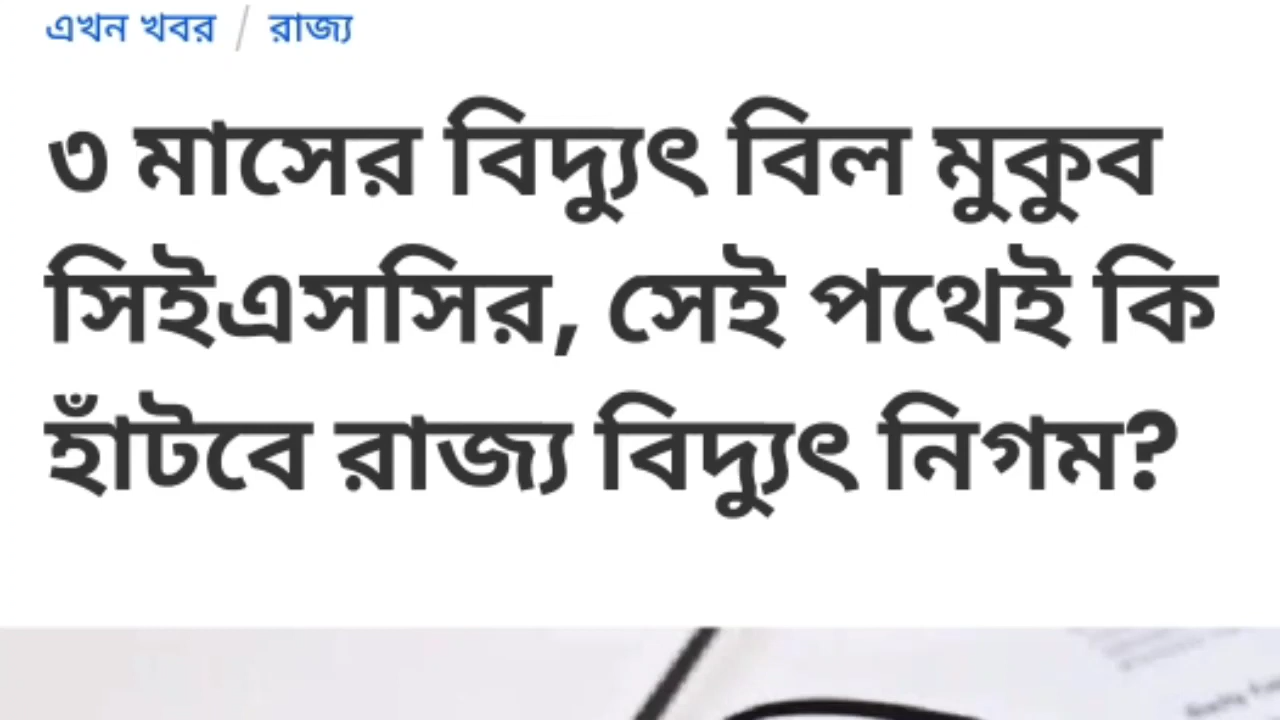 এখন খবর / রাজ্য
৩ মাসের বিদ্যুৎ বিল মুকুব
সিইএসসির, সেই পথেই কি
হাঁটবে রাজ্য বিদ্যুৎ নিগম?